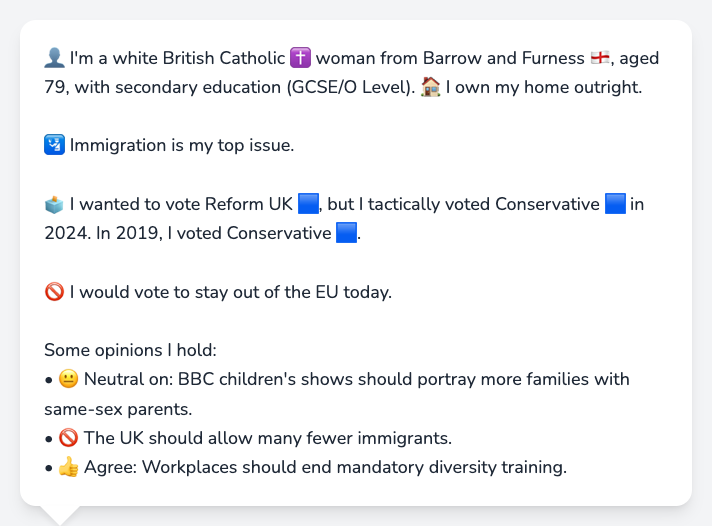 👤 I'm a white British Catholic ✝️ woman from Barrow and Furness 🏴󠁧󠁢󠁥󠁮󠁧󠁿, aged
79, with secondary education (GCSE/O Level). 🏠 I own my home outright.
🛂 Immigration is my top issue.
🗳️ I wanted to vote Reform UK 🟦, but I tactically voted Conservative 🟦 in
2024. In 2019, I voted Conservative 🟦.
🚫 I would vote to stay out of the EU today.
Some opinions I hold:
• 😐 Neutral on: BBC children's shows should portray more families with
same-sex parents.
• 🚫 The UK should allow many fewer immigrants.
• 👍 Agree: Workplaces should end mandatory diversity training.